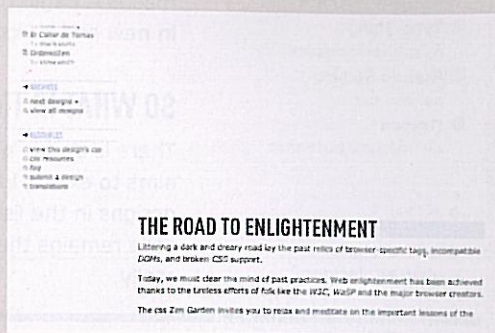 El Collar de Tomas
→ ARCHIVES
next designs »
view all designs
→ RESOURCES
view this design's css
css resources
faq
submit a design
translations
THE ROAD TO ENLIGHTENMENT
Littering a dark and dreary road lay the past relics of browser-specific tags, incompatible
DOMs, and broken CSS support.
Today, we must clear the mind of past practices. Web enlightenment has been achieved
thanks to the tireless efforts of folk like the W3C, WaSP and the major browser creators.
The css Zen Garden invites you to relax and meditate on the important lessons of the
SO WHAT